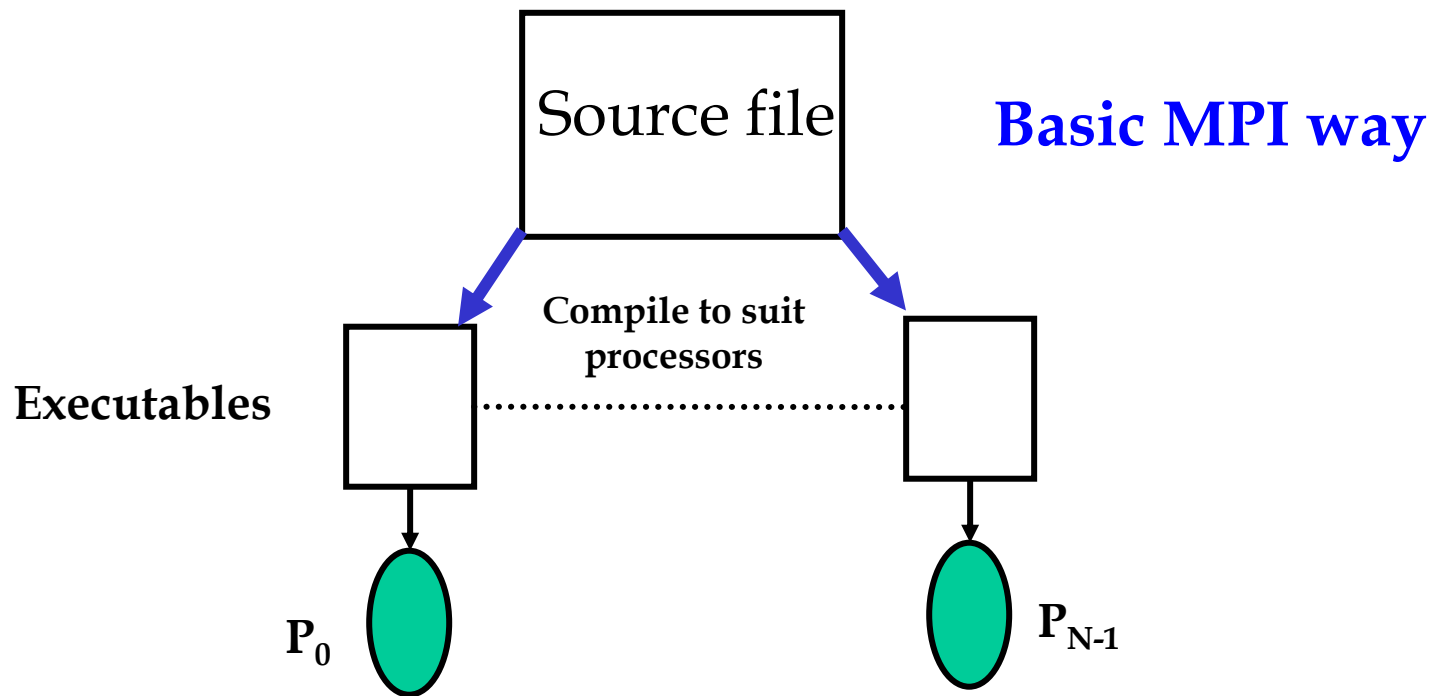 Source file
Basic MPI way
Compile to suit
processors
Executables
P0
PN-1